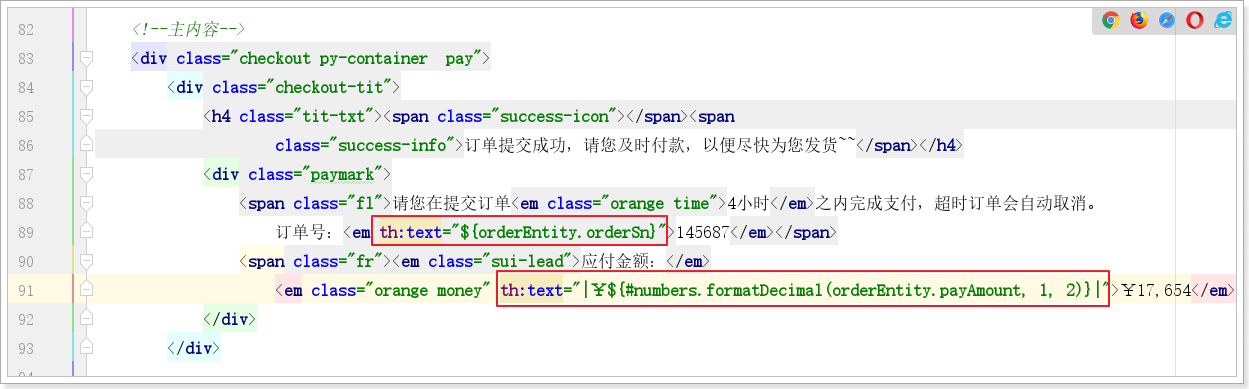 82 <!--主内容-->
83 <div class="checkout py-container  pay">
84 <div class="checkout-tit">
85 <h4 class="tit-txt"><span class="success-icon"></span><span
86 class="success-info">订单提交成功，请您及时付款，以便尽快为您发货~~</span></h4>
87 <div class="paymark">
88 <span class="fl">请您在提交订单<em class="orange time">4小时</em>之内完成支付，超时订单会自动取消。
89 订单号：<em th:text="${orderEntity.orderSn}">145687</em></span>
90 <span class="fr"><em class="sui-lead">应付金额：</em>
91 <em class="orange money" th:text="|￥${#numbers.formatDecimal(orderEntity.payAmount, 1, 2)}|">￥17,654</em>
92 </div>
93 </div>